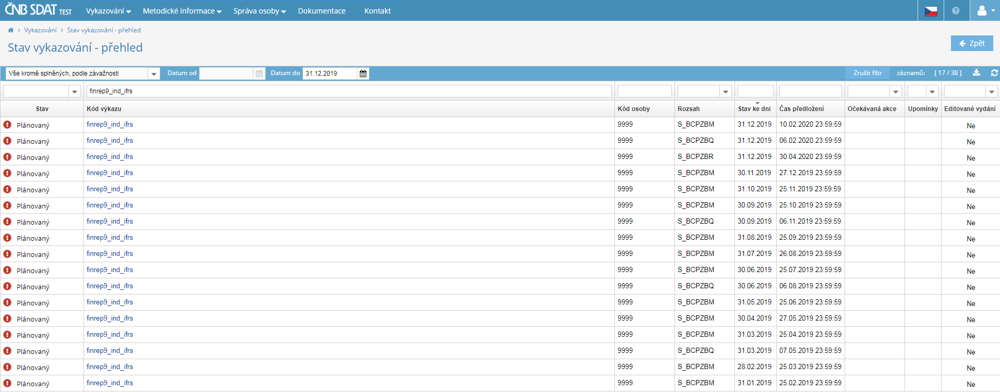 ČNB SDAT TEST Vykazování Metodické informace Správa osoby Dokumentace Kontakt
Vykazování > Stav vykazování - přehled
Stav vykazování - přehled
Zpět
Vše kromě splněných, podle závažnosti Datum od Datum do 31.12.2019 Zrušit filtr záznamů: [ 17 / 38 ]
finrep9_ind_ifrs
Stav Kód výkazu Kód osoby Rozsah Stav ke dni Čas předložení Očekávaná akce Upomínky Editované vydání
Plánovaný finrep9_ind_ifrs 9999 S_BCPZBM 31.12.2019 10.02.2020 23:59:59 Ne
Plánovaný finrep9_ind_ifrs 9999 S_BCPZBQ 31.12.2019 06.02.2020 23:59:59 Ne
Plánovaný finrep9_ind_ifrs 9999 S_BCPZBR 31.12.2019 30.04.2020 23:59:59 Ne
Plánovaný finrep9_ind_ifrs 9999 S_BCPZBM 30.11.2019 27.12.2019 23:59:59 Ne
Plánovaný finrep9_ind_ifrs 9999 S_BCPZBM 31.10.2019 25.11.2019 23:59:59 Ne
Plánovaný finrep9_ind_ifrs 9999 S_BCPZBM 30.09.2019 25.10.2019 23:59:59 Ne
Plánovaný finrep9_ind_ifrs 9999 S_BCPZBQ 30.09.2019 06.11.2019 23:59:59 Ne
Plánovaný finrep9_ind_ifrs 9999 S_BCPZBM 31.08.2019 25.09.2019 23:59:59 Ne
Plánovaný finrep9_ind_ifrs 9999 S_BCPZBM 31.07.2019 26.08.2019 23:59:59 Ne
Plánovaný finrep9_ind_ifrs 9999 S_BCPZBM 30.06.2019 25.07.2019 23:59:59 Ne
Plánovaný finrep9_ind_ifrs 9999 S_BCPZBQ 30.06.2019 06.08.2019 23:59:59 Ne
Plánovaný finrep9_ind_ifrs 9999 S_BCPZBM 31.05.2019 25.06.2019 23:59:59 Ne
Plánovaný finrep9_ind_ifrs 9999 S_BCPZBM 30.04.2019 27.05.2019 23:59:59 Ne
Plánovaný finrep9_ind_ifrs 9999 S_BCPZBM 31.03.2019 25.04.2019 23:59:59 Ne
Plánovaný finrep9_ind_ifrs 9999 S_BCPZBQ 31.03.2019 07.05.2019 23:59:59 Ne
Plánovaný finrep9_ind_ifrs 9999 S_BCPZBM 28.02.2019 25.03.2019 23:59:59 Ne
Plánovaný finrep9_ind_ifrs 9999 S_BCPZBM 31.01.2019 25.02.2019 23:59:59 Ne